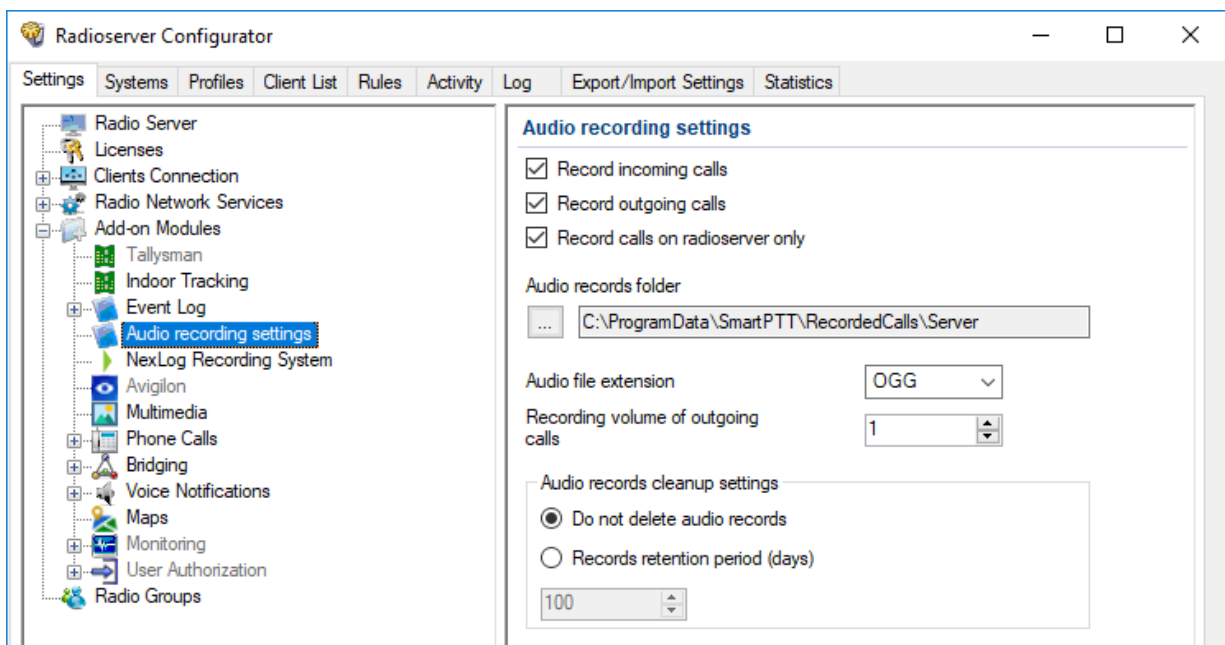 Radioserver Configurator
Settings Systems Profiles Client List Rules Activity Log Export/Import Settings Statistics
Radio Server
Licenses
Clients Connection
Radio Network Services
Add-on Modules
Tallysman
Indoor Tracking
Event Log
Audio recording settings
NexLog Recording System
Avigilon
Multimedia
Phone Calls
Bridging
Voice Notifications
Maps
Monitoring
User Authorization
Radio Groups
Audio recording settings
Record incoming calls
Record outgoing calls
Record calls on radioserver only
Audio records folder
... C:\ProgramData\SmartPTT\RecordedCalls\Server
Audio file extension OGG
Recording volume of outgoing
calls 1
Audio records cleanup settings
Do not delete audio records
Records retention period (days)
100